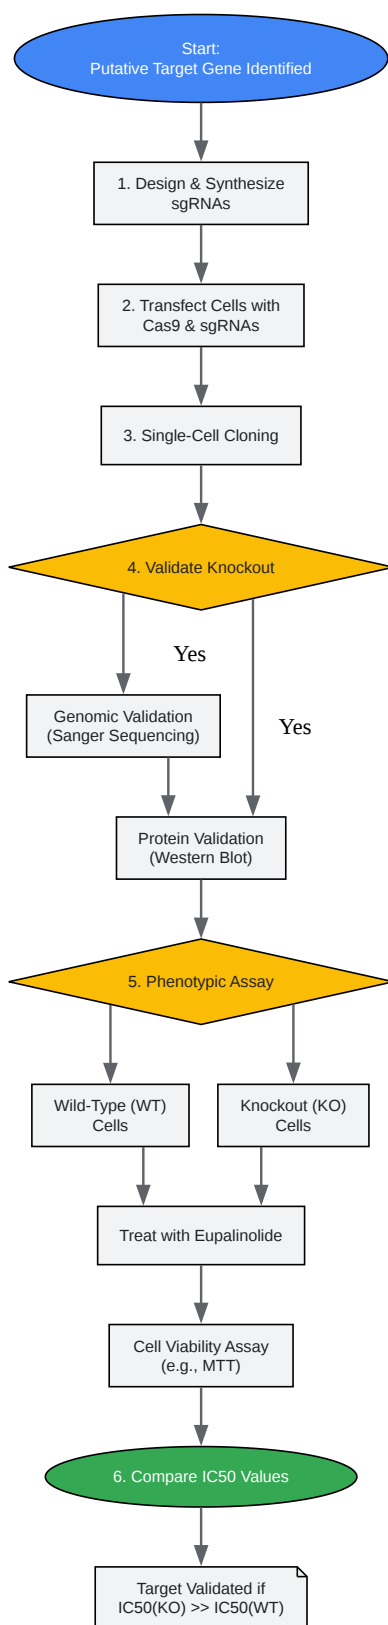 Start:
Putative Target Gene Identified
1. Design & Synthesize
sgRNAs
2. Transfect Cells with
Cas9 & sgRNAs
3. Single-Cell Cloning
4. Validate Knockout
Yes
Genomic Validation
(Sanger Sequencing)
Yes
Protein Validation
(Western Blot)
5. Phenotypic Assay
Wild-Type (WT)
Cells
Knockout (KO)
Cells
Treat with Eupalinolide
Cell Viability Assay
(e.g., MTT)
6. Compare IC50 Values
Target Validated if
IC50(KO) >> IC50(WT)